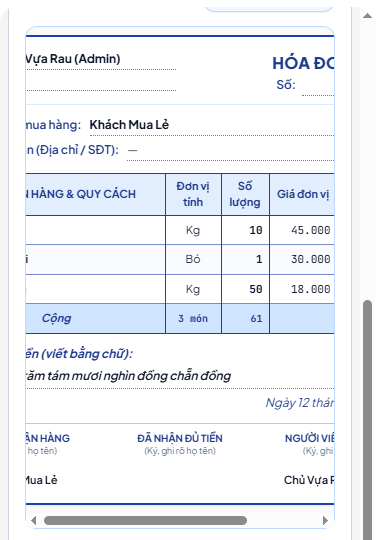 Vựa Rau (Admin)
HÓA ĐƠ
Số:
mua hàng: Khách Mua Lẻ
n (Địa chỉ / SĐT): —
HÀNG & QUY CÁCH Đơn vị tính Số lượng Giá đơn vị
Kg 10 45.000
i Bó 1 30.000
Kg 50 18.000
Cộng 3 món 61
ền (viết bằng chữ):
răm tám mươi nghìn đồng chẵn đồng
Ngày 12 thán
ẬN HÀNG ĐÃ NHẬN ĐỦ TIỀN NGƯỜI VIẾ
họ tên) (Ký, ghi rõ họ tên) (Ký, ghi
Mua Lẻ Chủ Vựa R